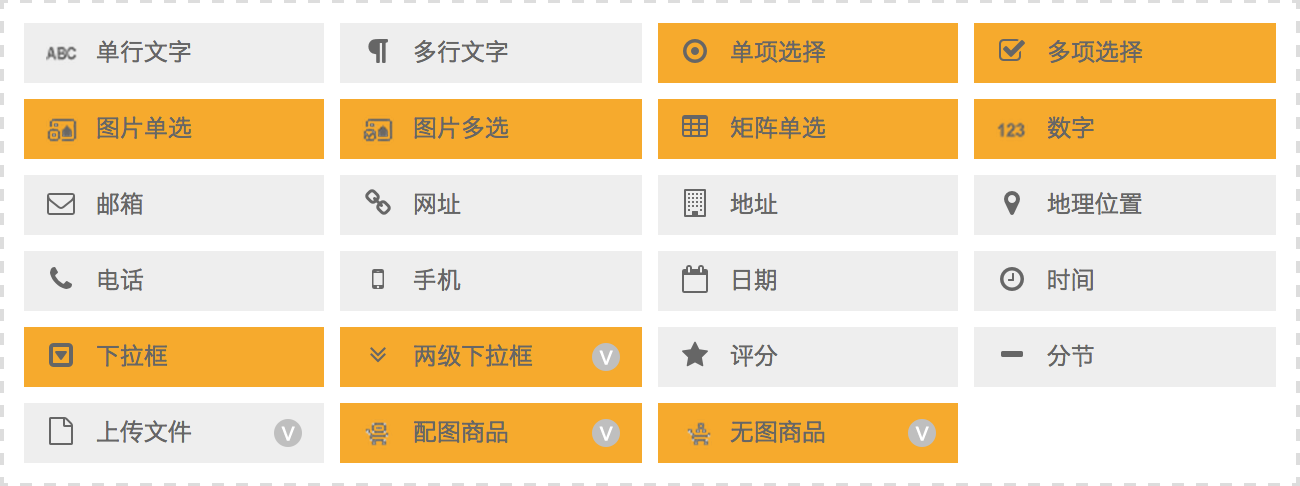 ABC 单行文字 多行文字 单项选择 多项选择
图片单选 图片多选 矩阵单选 123 数字
邮箱 网址 地址 地理位置
电话 手机 日期 时间
下拉框 两级下拉框 V 评分 分节
上传文件 V 配图商品 V 无图商品 V